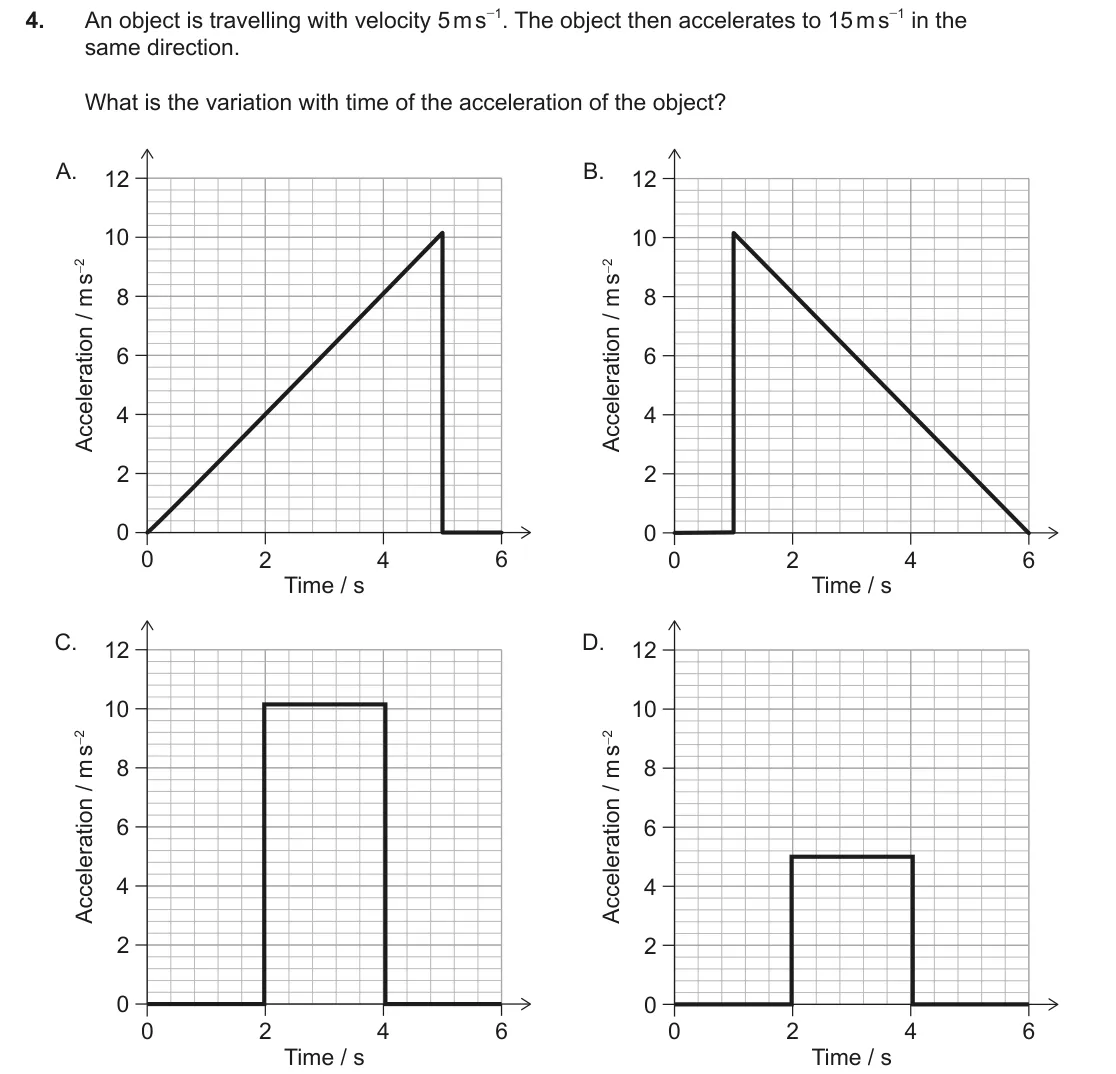 4. An object is travelling with velocity 5 m s⁻¹. The object then accelerates to 15 m s⁻¹ in the
same direction.
What is the variation with time of the acceleration of the object?
A.
12
10
8
6
4
2
0
Acceleration / m s⁻²
0 2 4 6
Time / s
B.
12
10
8
6
4
2
0
Acceleration / m s⁻²
0 2 4 6
Time / s
C.
12
10
8
6
4
2
0
Acceleration / m s⁻²
0 2 4 6
Time / s
D.
12
10
8
6
4
2
0
Acceleration / m s⁻²
0 2 4 6
Time / s